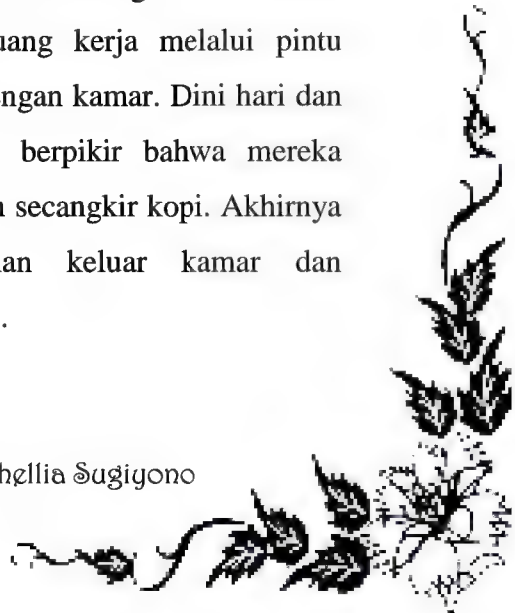 uang kerja melalui pintu
engan kamar. Dini hari dan
berpikir bahwa mereka
secangkir kopi. Akhirnya
an keluar kamar dan
.
hellia Sugiyono